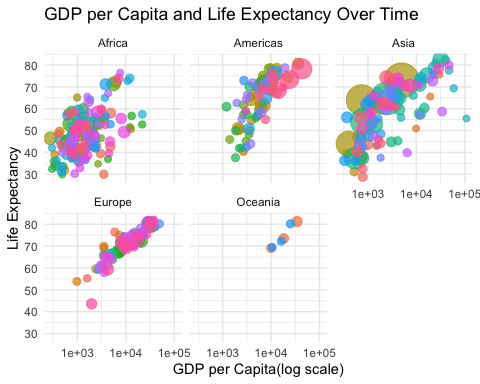 GDP per Capita and Life Expectancy Over Time
Africa Americas Asia
80
70
60
50
40
30
1e+03 1e+04 1e+05
Europe Oceania
80
70
60
50
40
30
1e+03 1e+04 1e+05 1e+03 1e+04 1e+05
Life Expectancy
GDP per Capita(log scale)